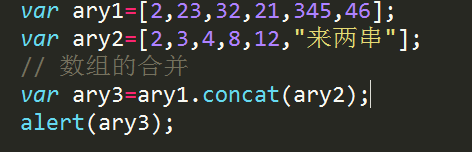 var ary1=[2,23,32,21,345,46];
var ary2=[2,3,4,8,12,"来两串"];
// 数组的合并
var ary3=ary1.concat(ary2);
alert(ary3);